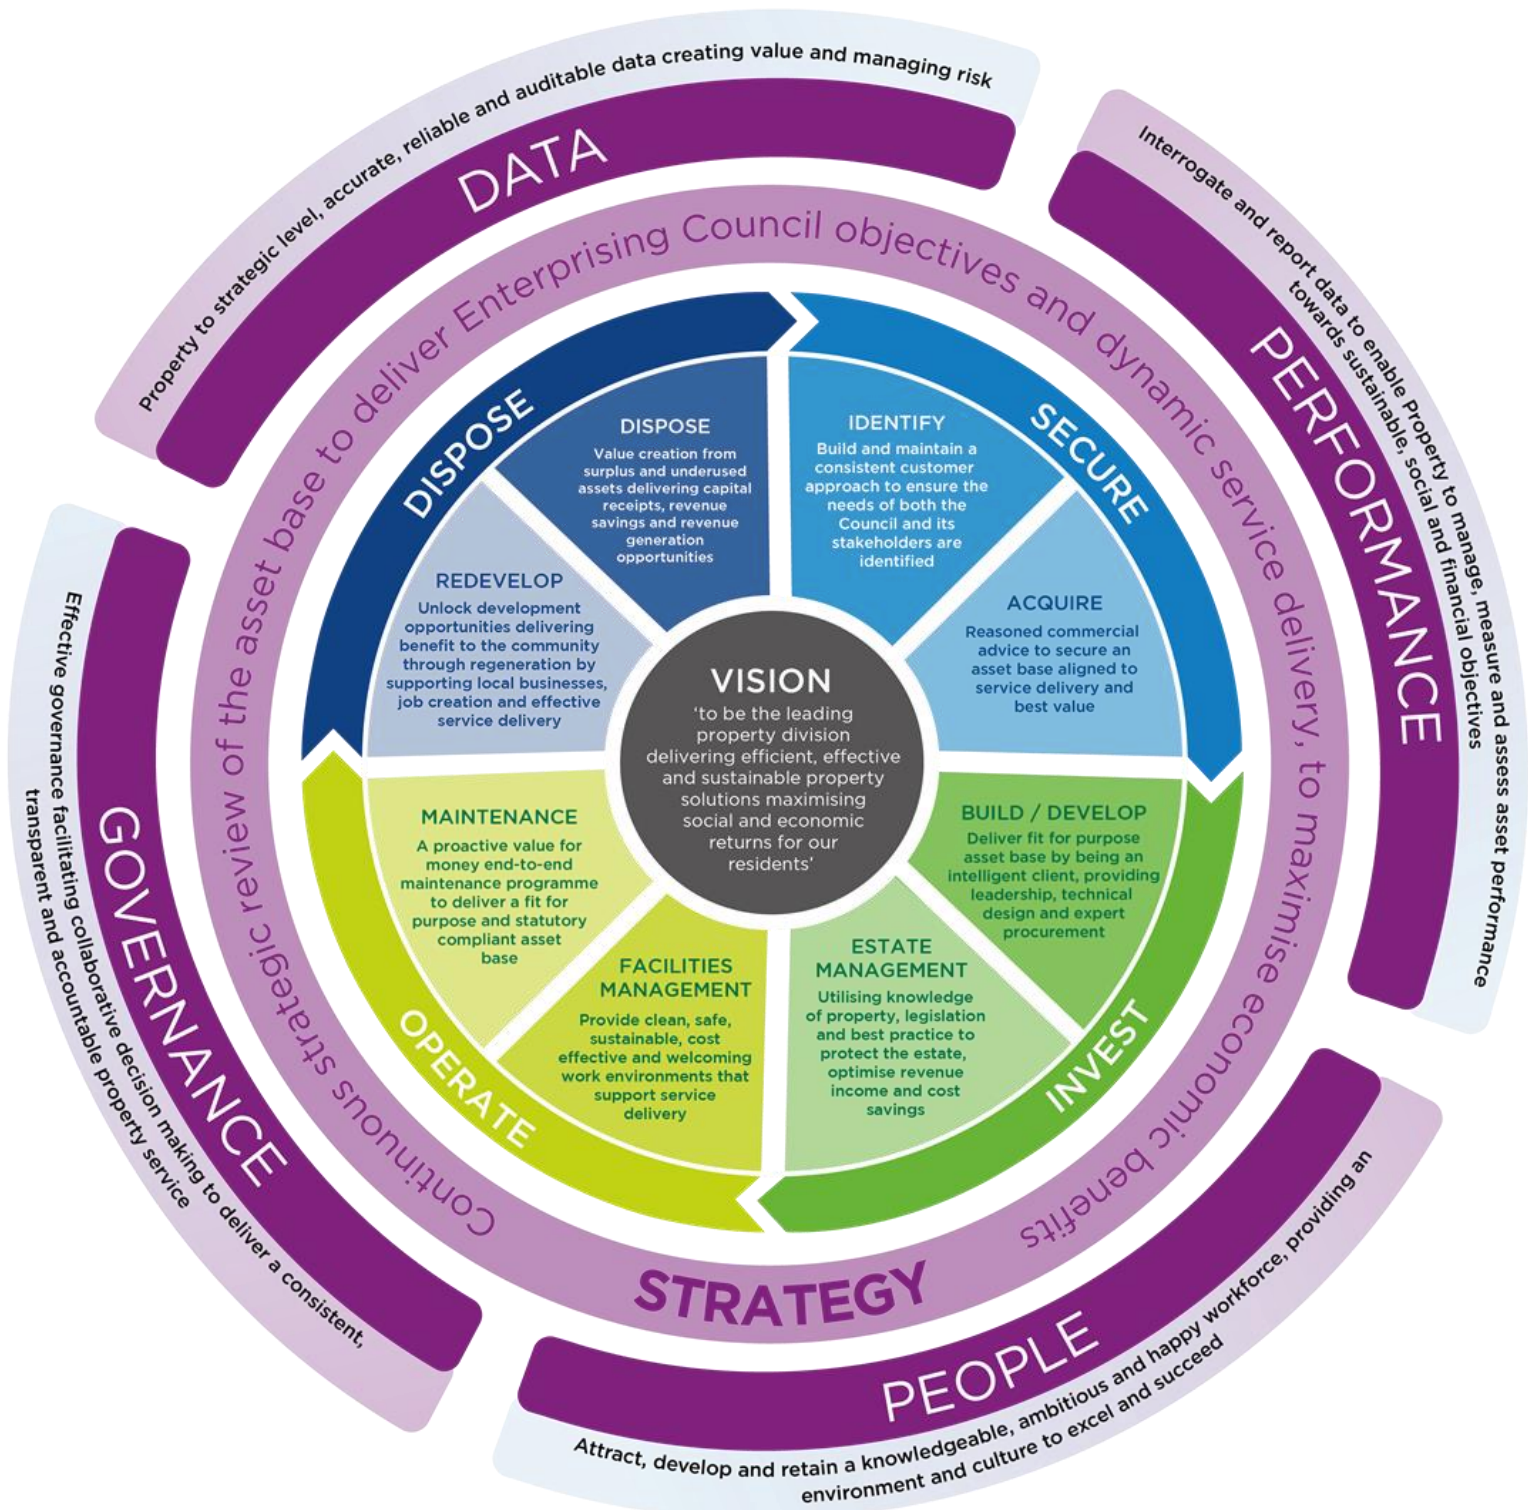 DATA
Property to strategic level, accurate, reliable and auditable data creating value and managing risk
PERFORMANCE
Interrogate and report data to enable Property to manage, measure and assess asset performance
towards sustainable, social and financial objectives
PEOPLE
Attract, develop and retain a knowledgeable, ambitious and happy workforce, providing an
environment and culture to excel and succeed
GOVERNANCE
Effective governance facilitating collaborative decision making to deliver a consistent,
transparent and accountable property service
STRATEGY
Continuous strategic review of the asset base to deliver Enterprising Council objectives and dynamic service delivery, to maximise economic benefits
SECURE
IDENTIFY
Build and maintain a
consistent customer
approach to ensure the
needs of both the
Council and its
stakeholders are
identified
ACQUIRE
Reasoned commercial
advice to secure an
asset base aligned to
service delivery and
best value
INVEST
BUILD / DEVELOP
Deliver fit for purpose
asset base by being an
intelligent client, providing
leadership, technical
design and expert
procurement
ESTATE
MANAGEMENT
Utilising knowledge
of property, legislation
and best practice to
protect the estate,
optimise revenue
income and cost
savings
OPERATE
FACILITIES
MANAGEMENT
Provide clean, safe,
sustainable, cost
effective and welcoming
work environments that
support service
delivery
MAINTENANCE
A proactive value for
money end-to-end
maintenance programme
to deliver a fit for
purpose and statutory
compliant asset
base
DISPOSE
REDEVELOP
Unlock development
opportunities delivering
benefit to the community
through regeneration by
supporting local businesses,
job creation and effective
service delivery
DISPOSE
Value creation from
surplus and underused
assets delivering capital
receipts, revenue
savings and revenue
generation
opportunities
VISION
‘to be the leading
property division
delivering efficient, effective
and sustainable property
solutions maximising
social and economic
returns for our
residents’